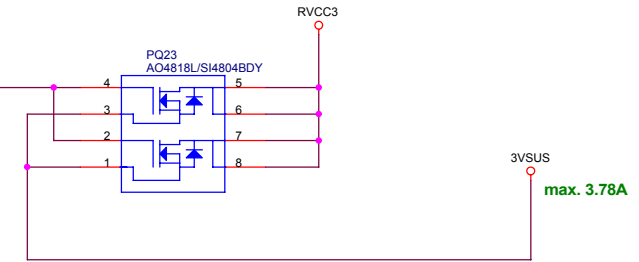 RVCC3
PQ23
AO4818L/SI4804BDY
4 5
3 6
2 7
1 8
3VSUS
max. 3.78A